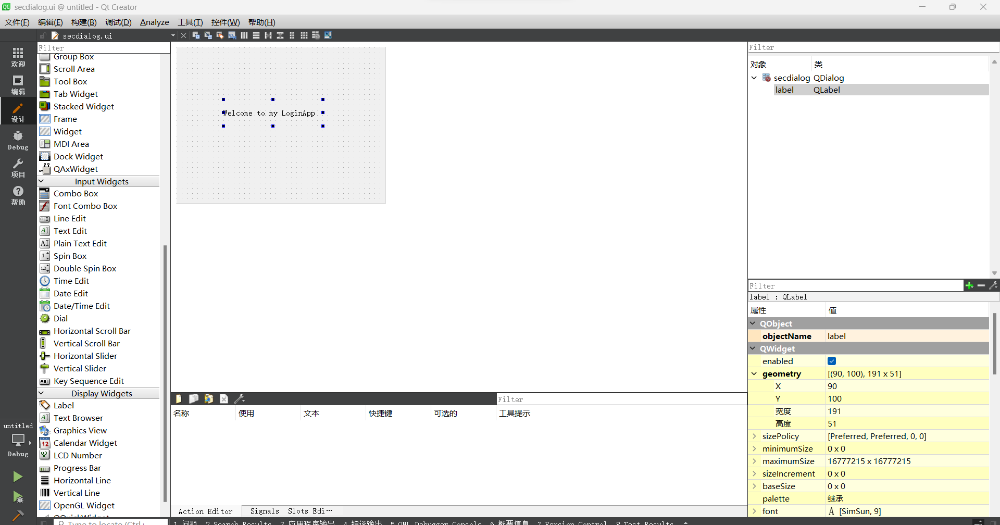 secdialog.ui @ untitled - Qt Creator
文件(F) 编辑(E) 构建(B) 调试(D) Analyze 工具(T) 控件(W) 帮助(H)
secdialog.ui
欢迎
编辑
设计
Debug
项目
帮助
untitled
Debug
Filter
Group Box
Scroll Area
Tool Box
Tab Widget
Stacked Widget
Frame
Widget
MDI Area
Dock Widget
QAxWidget
Input Widgets
Combo Box
Font Combo Box
Line Edit
Text Edit
Plain Text Edit
Spin Box
Double Spin Box
Time Edit
Date Edit
Date/Time Edit
Dial
Horizontal Scroll Bar
Vertical Scroll Bar
Horizontal Slider
Vertical Slider
Key Sequence Edit
Display Widgets
Label
Text Browser
Graphics View
Calendar Widget
LCD Number
Progress Bar
Horizontal Line
Vertical Line
OpenGL Widget
QQuickWidget
Welcome to my LoginApp
Filter
名称 使用 文本 快捷键 可选的 工具提示
Action Editor Signals Slots Edi…
Filter
对象 类
secdialog QDialog
label QLabel
Filter
label : QLabel
属性 值
QObject
objectName label
QWidget
enabled
geometry [(90, 100), 191 x 51]
X 90
Y 100
宽度 191
高度 51
sizePolicy [Preferred, Preferred, 0, 0]
minimumSize 0 x 0
maximumSize 16777215 x 16777215
sizeIncrement 0 x 0
baseSize 0 x 0
palette 继承
font A [SimSun, 9]
Type to locate (Ctrl+
1 问题 2 Search Results 3 应用程序输出 4 编译输出 5 QML Debugger Console 6 概要信息 7 Version Control 8 Test Results